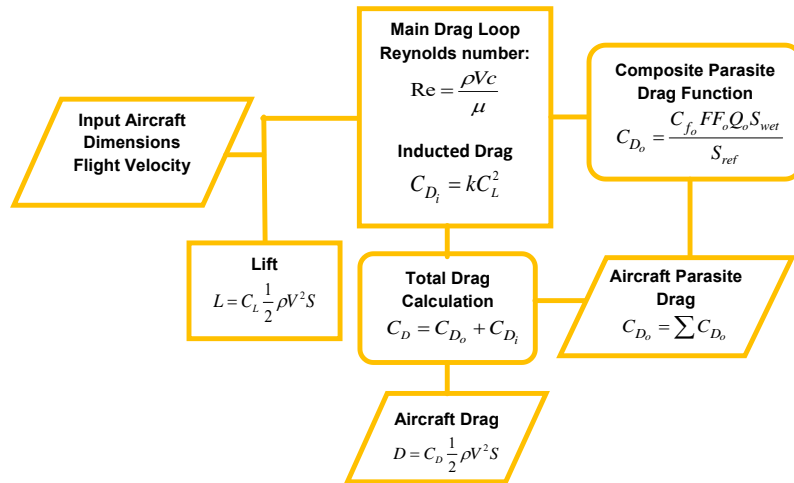 Input Aircraft
Dimensions
Flight Velocity
Main Drag Loop
Reynolds number:
Re = ρVc / μ
Inducted Drag
C_{D_i} = kC_L^2
Composite Parasite
Drag Function
C_{D_o} = C_{f_o} FF_o Q_o S_{wet} / S_{ref}
Lift
L = C_L 1/2 ρV^2 S
Total Drag
Calculation
C_D = C_{D_o} + C_{D_i}
Aircraft Parasite
Drag
C_{D_o} = ∑ C_{D_o}
Aircraft Drag
D = C_D 1/2 ρV^2 S